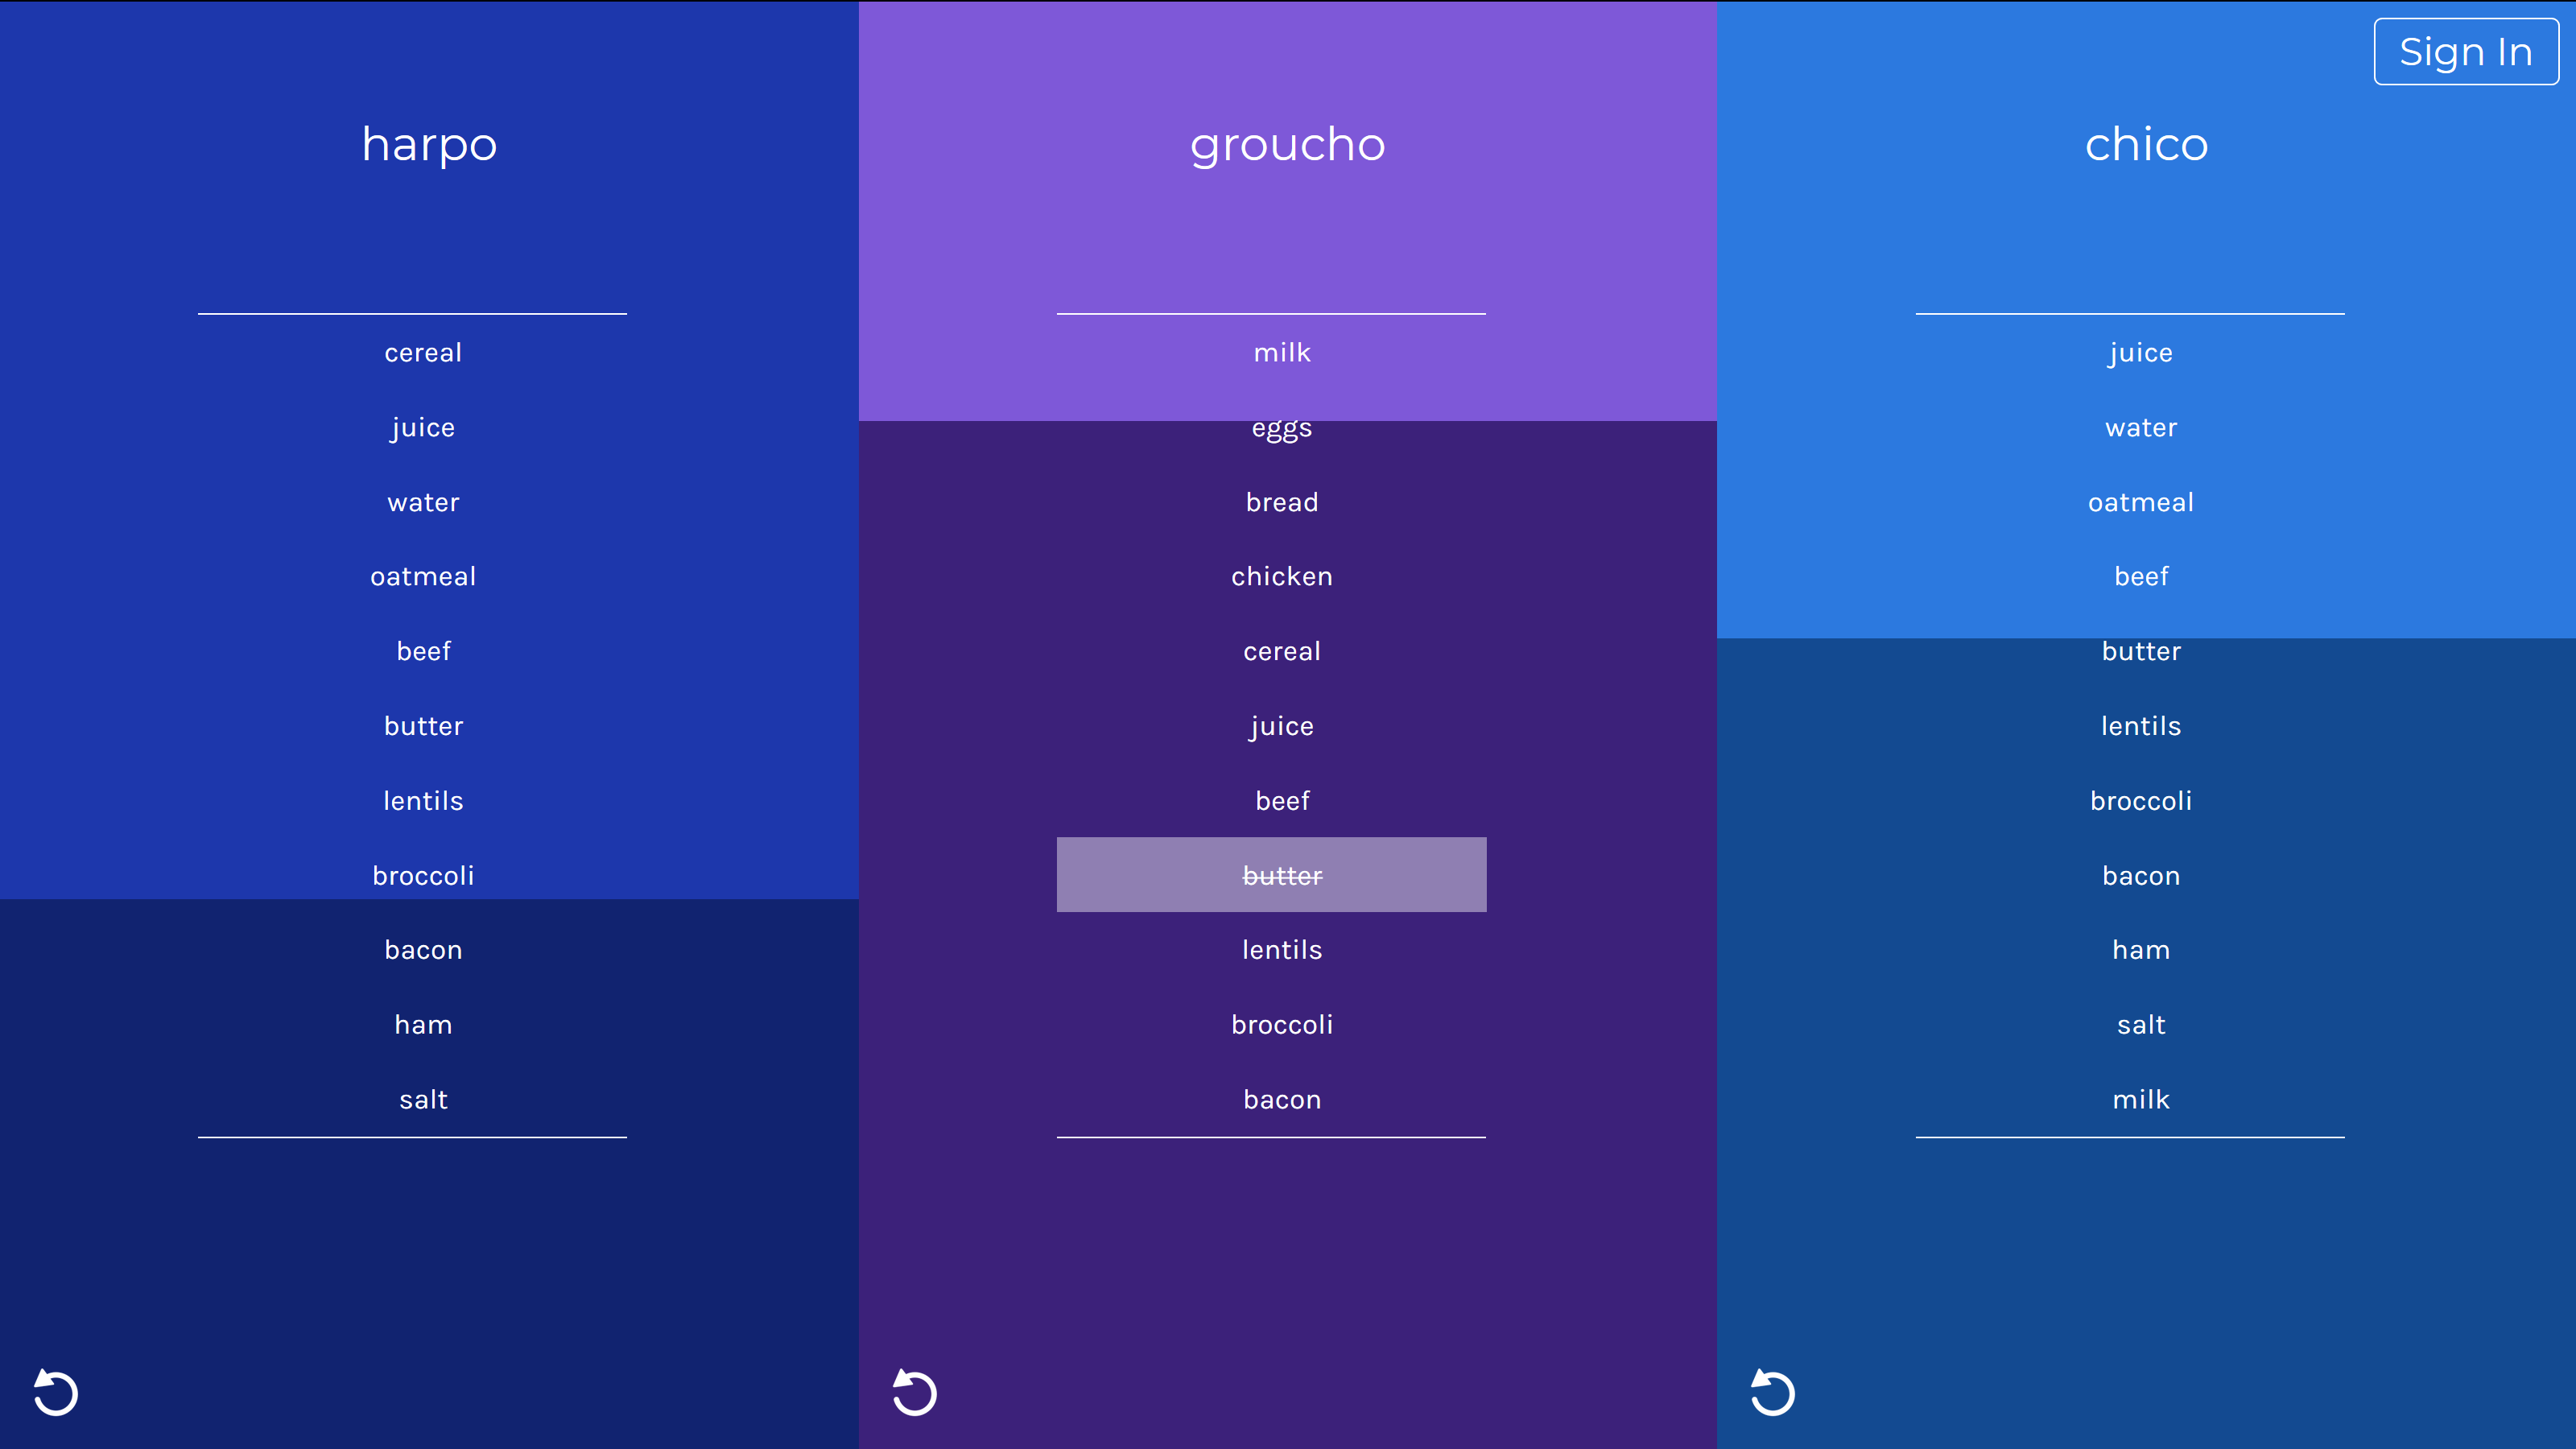 Sign In
harpo
cereal
juice
water
oatmeal
beef
butter
lentils
broccoli
bacon
ham
salt
groucho
milk
eggs
bread
chicken
cereal
juice
beef
butter
lentils
broccoli
bacon
chico
juice
water
oatmeal
beef
butter
lentils
broccoli
bacon
ham
salt
milk